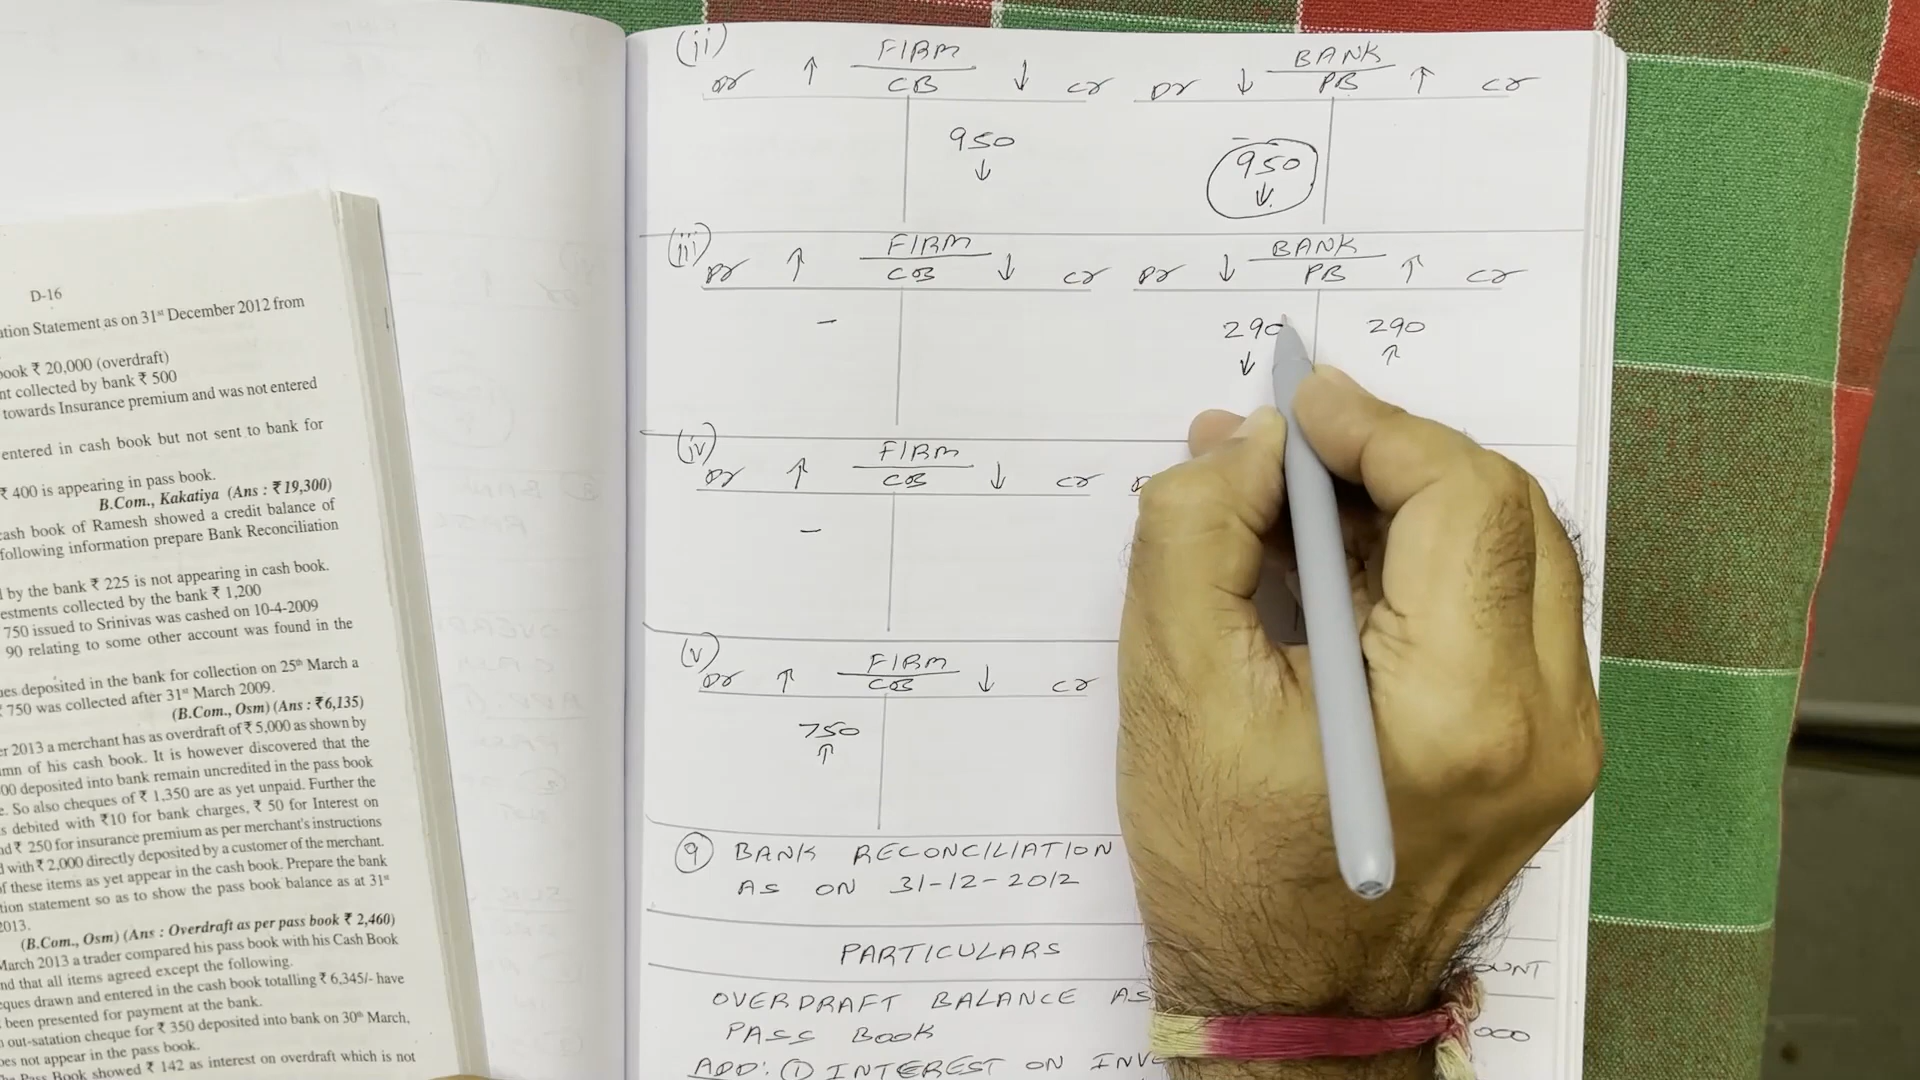 D-16
ation Statement as on 31st December 2012 from
ook ₹ 20,000 (overdraft)
nt collected by bank ₹ 500
towards Insurance premium and was not entered
entered in cash book but not sent to bank for
₹ 400 is appearing in pass book.
B.Com., Kakatiya (Ans : ₹ 19,300)
cash book of Ramesh showed a credit balance of
following information prepare Bank Reconciliation
d by the bank ₹ 225 is not appearing in cash book.
estments collected by the bank ₹ 1,200
750 issued to Srinivas was cashed on 10-4-2009
90 relating to some other account was found in the
ues deposited in the bank for collection on 25th March a
₹ 750 was collected after 31st March 2009.
(B.Com., Osm) (Ans : ₹ 6,135)
er 2013 a merchant has as overdraft of ₹ 5,000 as shown by
mn of his cash book. It is however discovered that the
00 deposited into bank remain uncredited in the pass book
e. So also cheques of ₹ 1,350 are as yet unpaid. Further the
s debited with ₹10 for bank charges, ₹ 50 for Interest on
nd ₹ 250 for insurance premium as per merchant's instructions
d with ₹ 2,000 directly deposited by a customer of the merchant.
of these items as yet appear in the cash book. Prepare the bank
tion statement so as to show the pass book balance as at 31st
2013.
(B.Com., Osm) (Ans : Overdraft as per pass book ₹ 2,460)
March 2013 a trader compared his pass book with his Cash Book
nd that all items agreed except the following.
eques drawn and entered in the cash book totalling ₹ 6,345/- have
been presented for payment at the bank.
out-satation cheque for ₹ 350 deposited into bank on 30th March,
oes not appear in the pass book.
he Pass Book showed ₹ 142 as interest on overdraft which is not
(ii) Dr ↑ FIRM CB ↓ Cr Dr ↓ BANK PB ↑ Cr
950 950
↓ ↓
(iii) Dr ↑ FIRM CB ↓ Cr Dr ↓ BANK PB ↑ Cr
– 290 290
↓ ↑
(iv) Dr ↑ FIRM CB ↓ Cr
–
(v) Dr ↑ FIRM CB ↓ Cr
750
↑
9 BANK RECONCILIATION
AS ON 31-12-2012
PARTICULARS OUNT
OVERDRAFT BALANCE AS
PASS BOOK 000
ADD: ① INTEREST ON INV